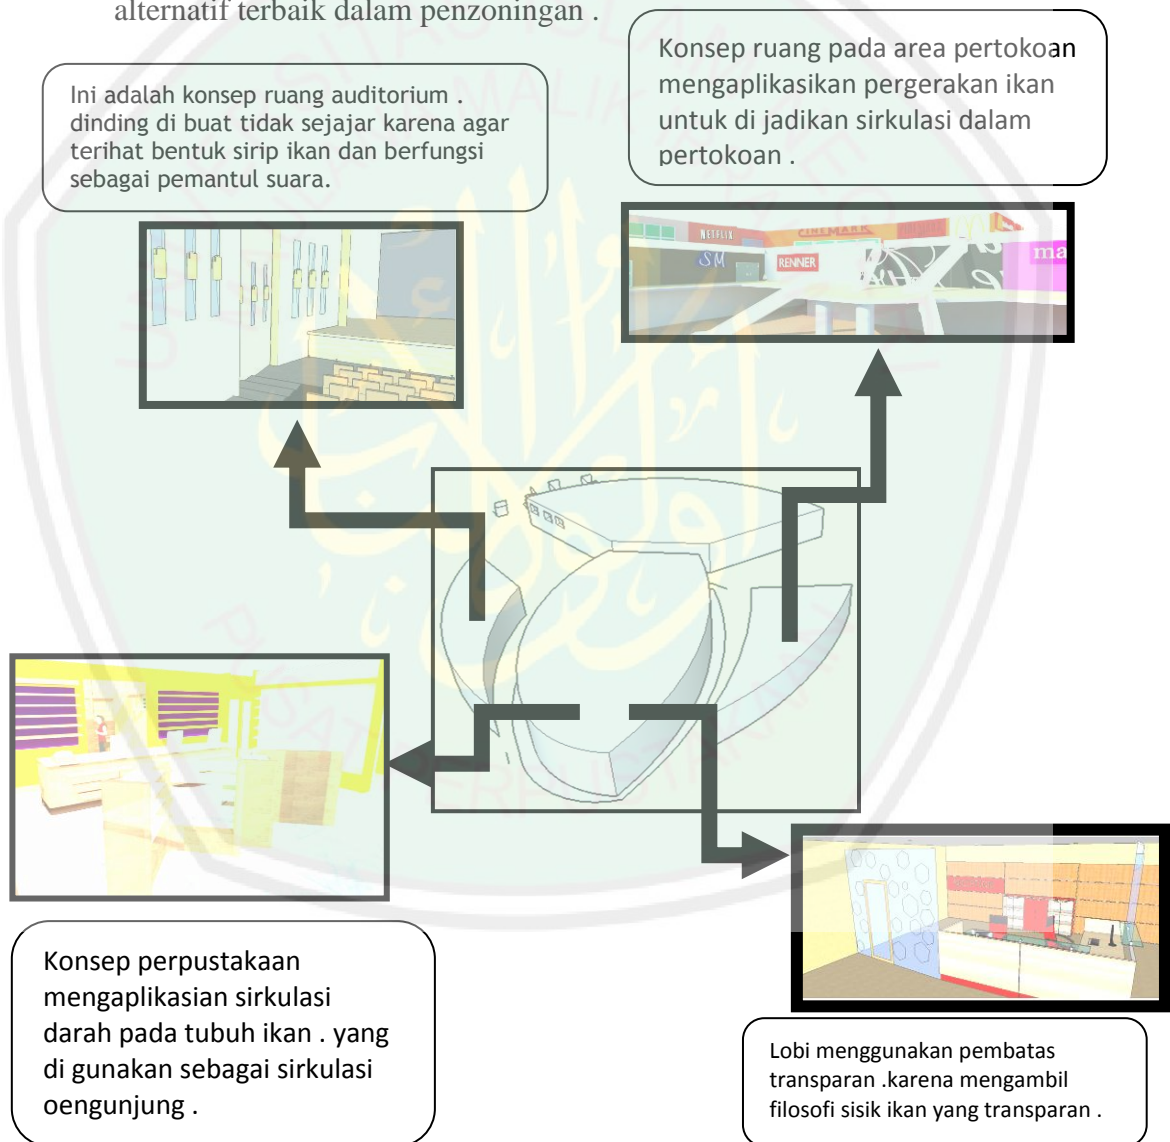 alternatif terbaik dalam penzoningan .
Konsep ruang pada area pertokoan
mengaplikasikan pergerakan ikan
untuk di jadikan sirkulasi dalam
pertokoan .
Ini adalah konsep ruang auditorium .
dinding di buat tidak sejajar karena agar
terihat bentuk sirip ikan dan berfungsi
sebagai pemantul suara.
NETFLIX
CINEMARK
SM
RENNER
ma
Konsep perpustakaan
mengaplikasian sirkulasi
darah pada tubuh ikan . yang
di gunakan sebagai sirkulasi
oengunjung .
Lobi menggunakan pembatas
transparan .karena mengambil
filosofi sisik ikan yang transparan .